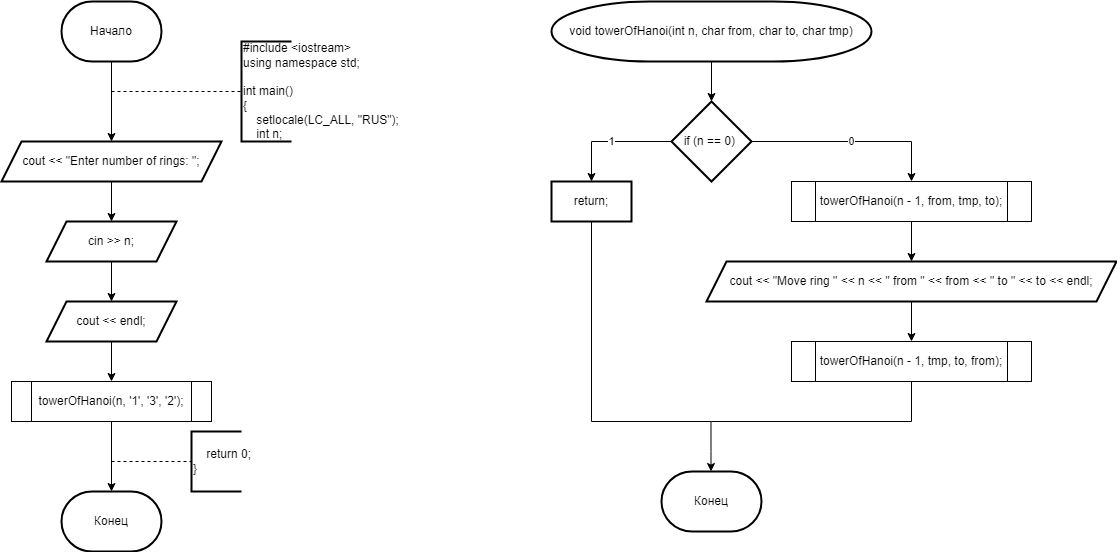 Начало
#include <iostream>
using namespace std;
int main()
{
setlocale(LC_ALL, "RUS");
int n;
cout << "Enter number of rings: ";
cin >> n;
cout << endl;
towerOfHanoi(n, '1', '3', '2');
return 0;
}
Конец
void towerOfHanoi(int n, char from, char to, char tmp)
if (n == 0)
1
0
return;
towerOfHanoi(n - 1, from, tmp, to);
cout << "Move ring " << n << " from " << from << " to " << to << endl;
towerOfHanoi(n - 1, tmp, to, from);
Конец